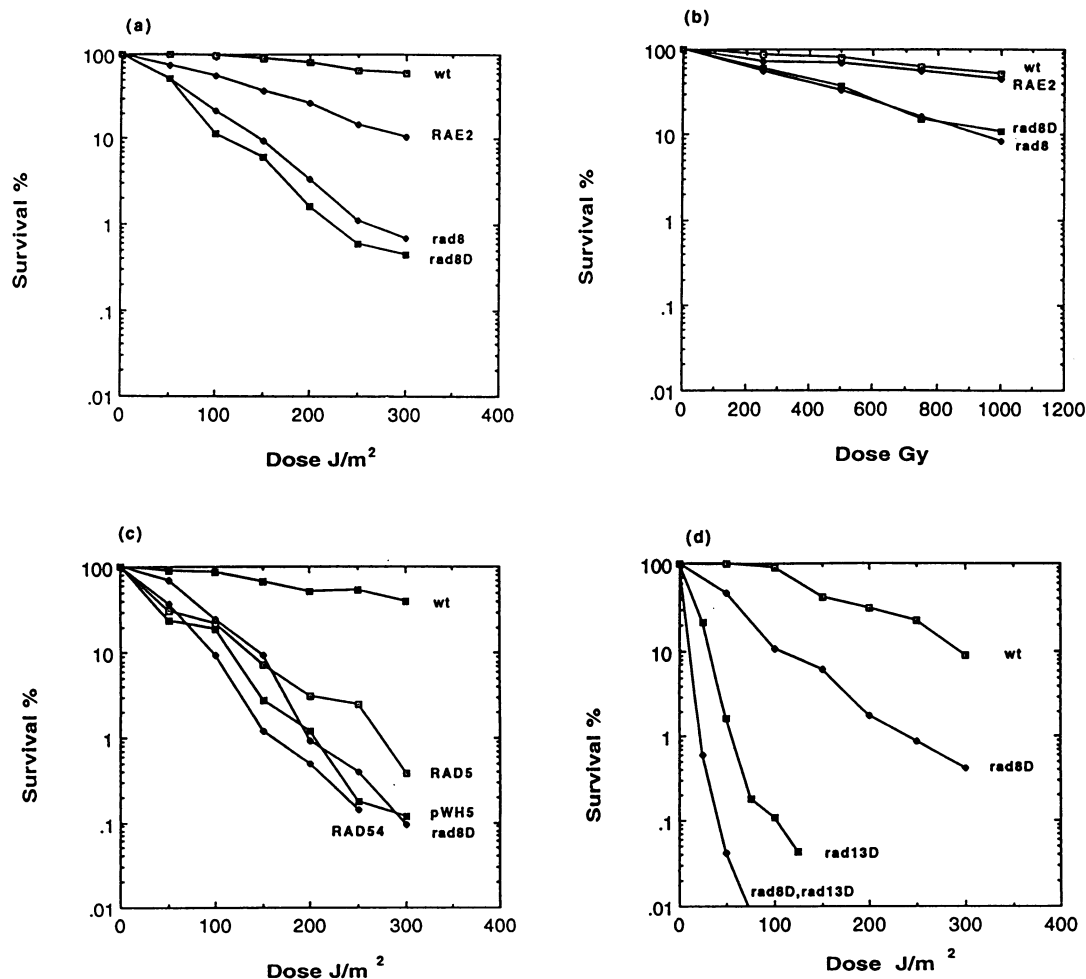 (a)
100
10
1
.1
.01
Survival %
0 100 200 300 400
Dose J/m2
wt
RAE2
rad8
rad8D
(b)
100
10
1
.1
.01
Survival %
0 200 400 600 800 1000 1200
Dose Gy
wt
RAE2
rad8D
rad8
(c)
100
10
1
.1
.01
Survival %
0 100 200 300 400
Dose J/m2
wt
RAD5
pWH5
RAD54
rad8D
(d)
100
10
1
0.1
.01
Survival %
0 100 200 300 400
Dose J/m2
wt
rad8D
rad13D
rad8D,rad13D